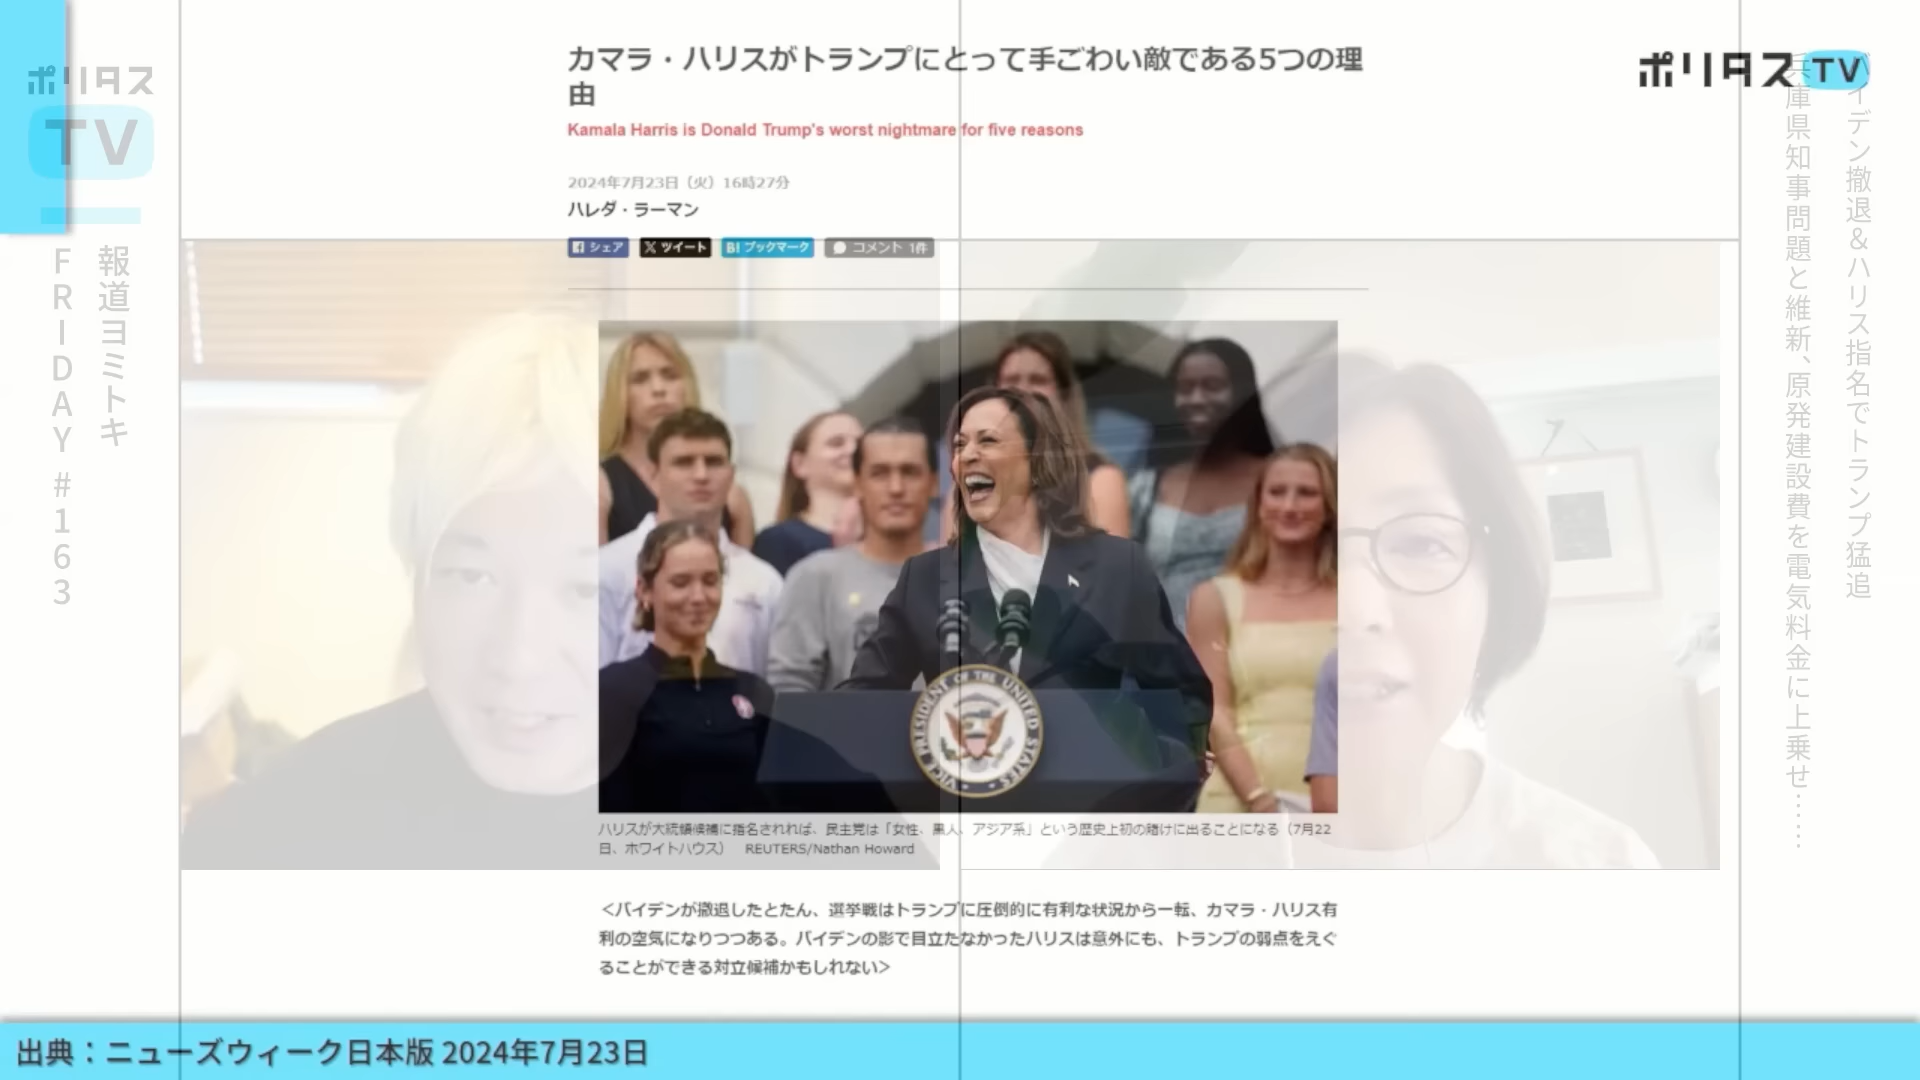 カマラ・ハリスがトランプにとって手ごわい敵である5つの理
由
Kamala Harris is Donald Trump's worst nightmare for five reasons
2024年7月23日（火）16時27分
ハレダ・ラーマン
シェア
ツイート
B! ブックマーク
コメント 1件
VICE PRESIDENT OF THE UNITED STATES
ハリスが大統領候補に指名されれば、民主党は「女性、黒人、アジア系」という歴史上初の賭けに出ることになる（7月22
日、ホワイトハウス） REUTERS/Nathan Howard
＜バイデンが撤退したとたん、選挙戦はトランプに圧倒的に有利な状況から一転、カマラ・ハリス有
利の空気になりつつある。バイデンの影で目立たなかったハリスは意外にも、トランプの弱点をえぐ
ることができる対立候補かもしれない＞
ポリタス TV
バイデン撤退＆ハリス指名でトランプ猛追
兵庫県知事問題と維新、原発建設費を電気料金に上乗せ……
ポリタス
TV
報道ヨミトキ
FRIDAY #163
出典：ニューズウィーク日本版 2024年7月23日